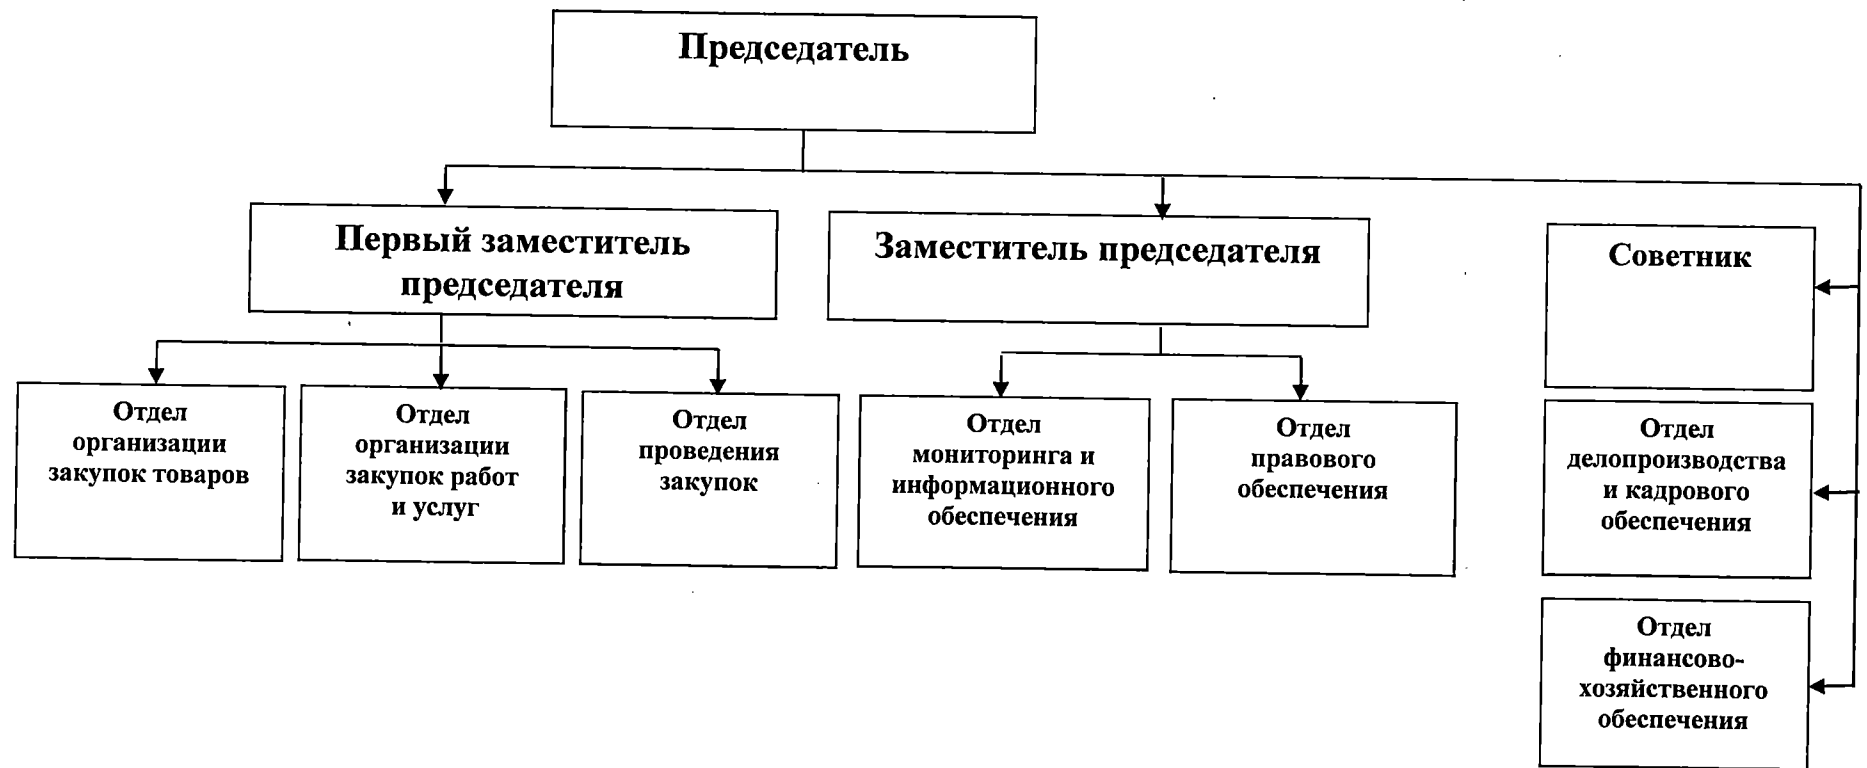 Председатель
Первый заместитель
председателя
Заместитель председателя
Советник
Отдел
организации
закупок товаров
Отдел
организации
закупок работ
и услуг
Отдел
проведения
закупок
Отдел
мониторинга и
информационного
обеспечения
Отдел
правового
обеспечения
Отдел
делопроизводства
и кадрового
обеспечения
Отдел
финансово-
хозяйственного
обеспечения